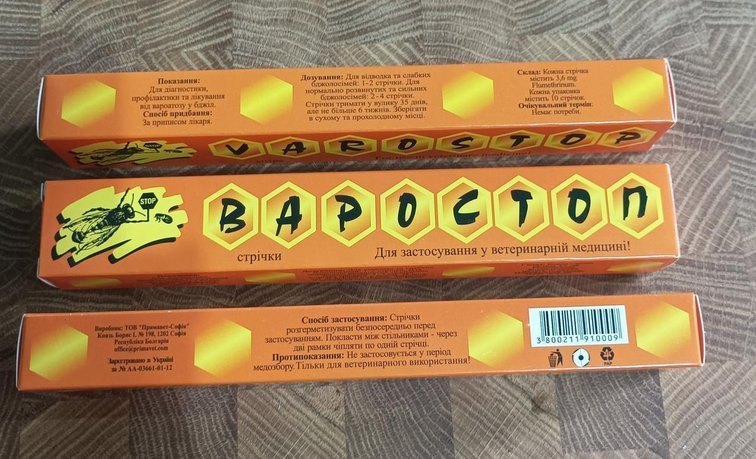 Показання:
Для діагностики,
профілактики та лікування
від вароатозу у бджіл.
Спосіб придбання:
За приписом лікаря.
Дозування: Для відводка та слабких
бджолосімей: 1-2 стрічки. Для
нормально розвинутих та сильних
бджолосімей: 2-4 стрічки.
Стрічки тримати у вулику 35 днів,
але не більше 6 тижнів. Зберігати
в сухому та прохолодному місці.
Склад: Кожна стрічка
містить 3,6 mg
Flumethrinum.
Кожна упаковка
містить 10 стрічок.
Очікувальний термін:
Немає потреби.
VAROSTOP
STOP
ВАРОСТОП
стрічки
Для застосування у ветеринарній медицині!
Виробник: ТОВ "Примавет-Софія"
Князь Борис І, № 198, 1202 Софія
Республіка Болгарія
office@primavet.com
Зареєстровано в Україні
за № АА-03661-01-12
Спосіб застосування: Стрічки
розгерметизувати безпосередньо перед
застосуванням. Покласти між стільниками - через
дві рамки чіпляти по одній стрічці.
Протипоказання: Не застосовується у період
медозбору. Тільки для ветеринарного використання!
3 800211 910009
PAP